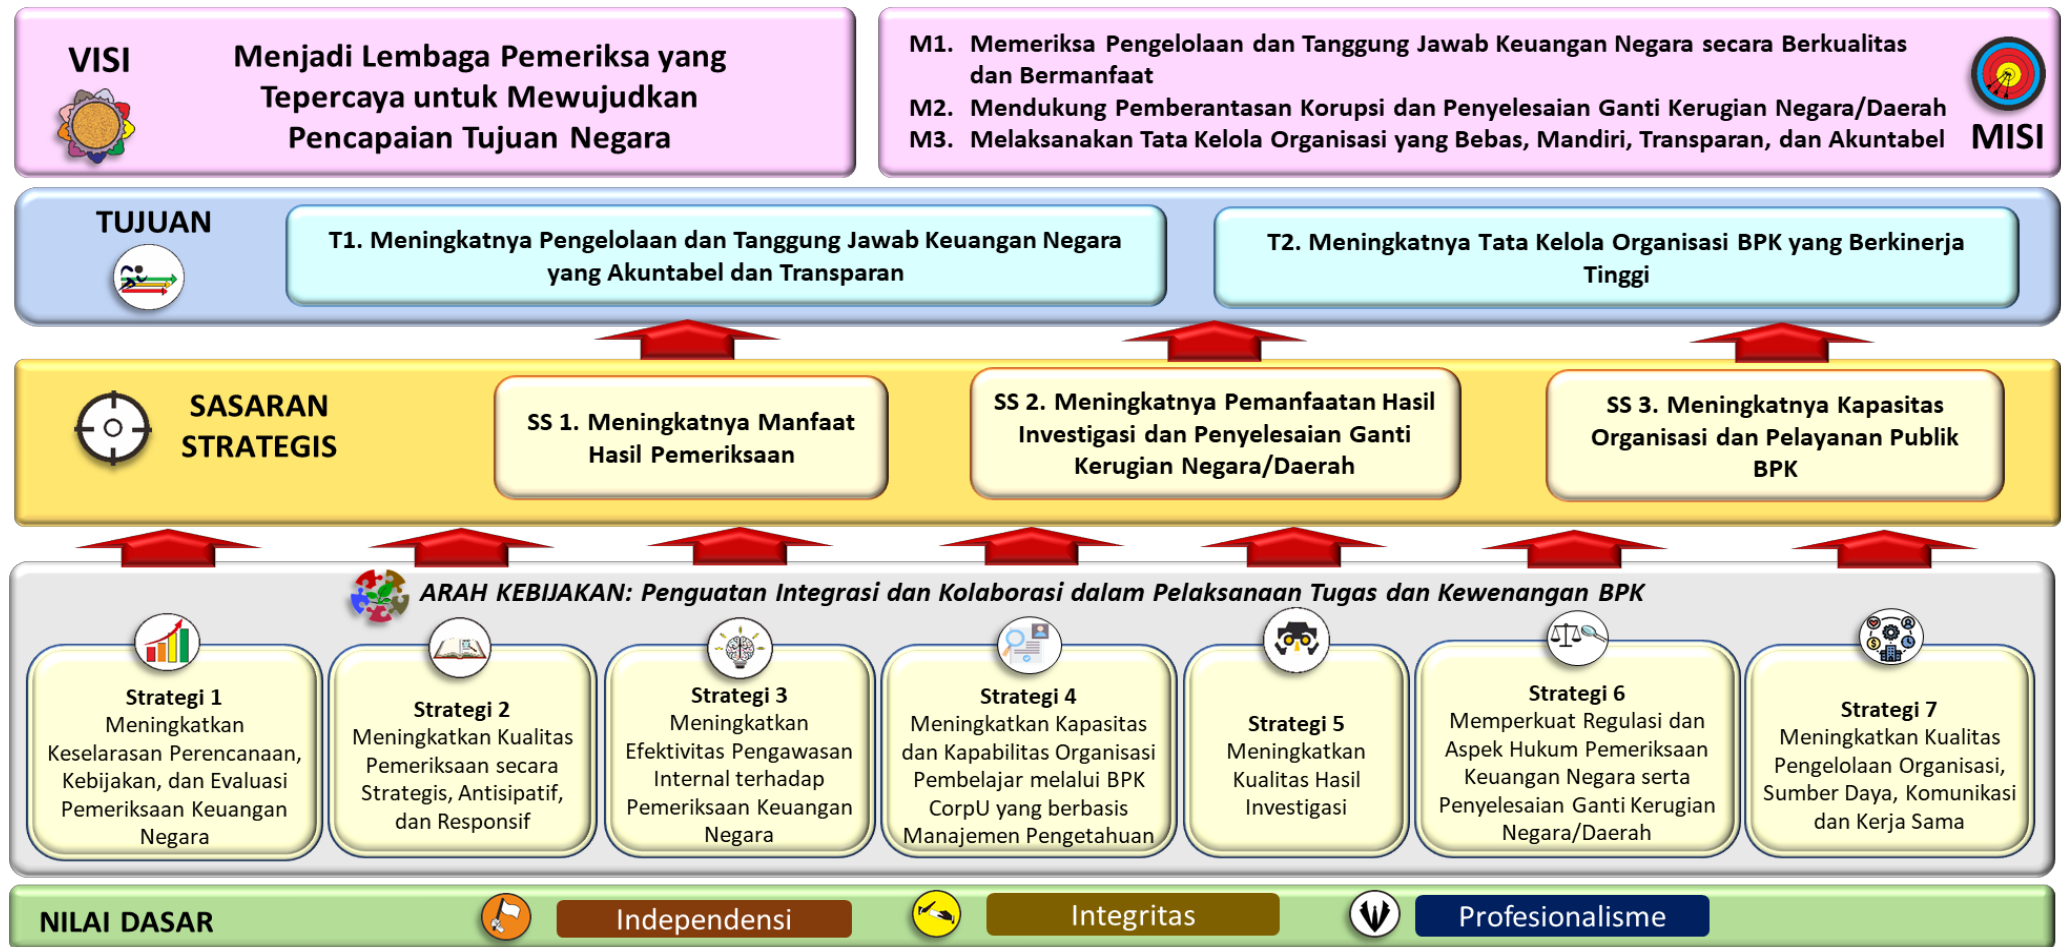 VISI
Menjadi Lembaga Pemeriksa yang
Tepercaya untuk Mewujudkan
Pencapaian Tujuan Negara
M1. Memeriksa Pengelolaan dan Tanggung Jawab Keuangan Negara secara Berkualitas
dan Bermanfaat
M2. Mendukung Pemberantasan Korupsi dan Penyelesaian Ganti Kerugian Negara/Daerah
M3. Melaksanakan Tata Kelola Organisasi yang Bebas, Mandiri, Transparan, dan Akuntabel
MISI
TUJUAN
T1. Meningkatnya Pengelolaan dan Tanggung Jawab Keuangan Negara
yang Akuntabel dan Transparan
T2. Meningkatnya Tata Kelola Organisasi BPK yang Berkinerja
Tinggi
SASARAN
STRATEGIS
SS 1. Meningkatnya Manfaat
Hasil Pemeriksaan
SS 2. Meningkatnya Pemanfaatan Hasil
Investigasi dan Penyelesaian Ganti
Kerugian Negara/Daerah
SS 3. Meningkatnya Kapasitas
Organisasi dan Pelayanan Publik
BPK
ARAH KEBIJAKAN: Penguatan Integrasi dan Kolaborasi dalam Pelaksanaan Tugas dan Kewenangan BPK
Strategi 1
Meningkatkan
Keselarasan Perencanaan,
Kebijakan, dan Evaluasi
Pemeriksaan Keuangan
Negara
Strategi 2
Meningkatkan Kualitas
Pemeriksaan secara
Strategis, Antisipatif,
dan Responsif
Strategi 3
Meningkatkan
Efektivitas Pengawasan
Internal terhadap
Pemeriksaan Keuangan
Negara
Strategi 4
Meningkatkan Kapasitas
dan Kapabilitas Organisasi
Pembelajar melalui BPK
CorpU yang berbasis
Manajemen Pengetahuan
Strategi 5
Meningkatkan
Kualitas Hasil
Investigasi
Strategi 6
Memperkuat Regulasi dan
Aspek Hukum Pemeriksaan
Keuangan Negara serta
Penyelesaian Ganti Kerugian
Negara/Daerah
Strategi 7
Meningkatkan Kualitas
Pengelolaan Organisasi,
Sumber Daya, Komunikasi
dan Kerja Sama
NILAI DASAR
Independensi
Integritas
Profesionalisme